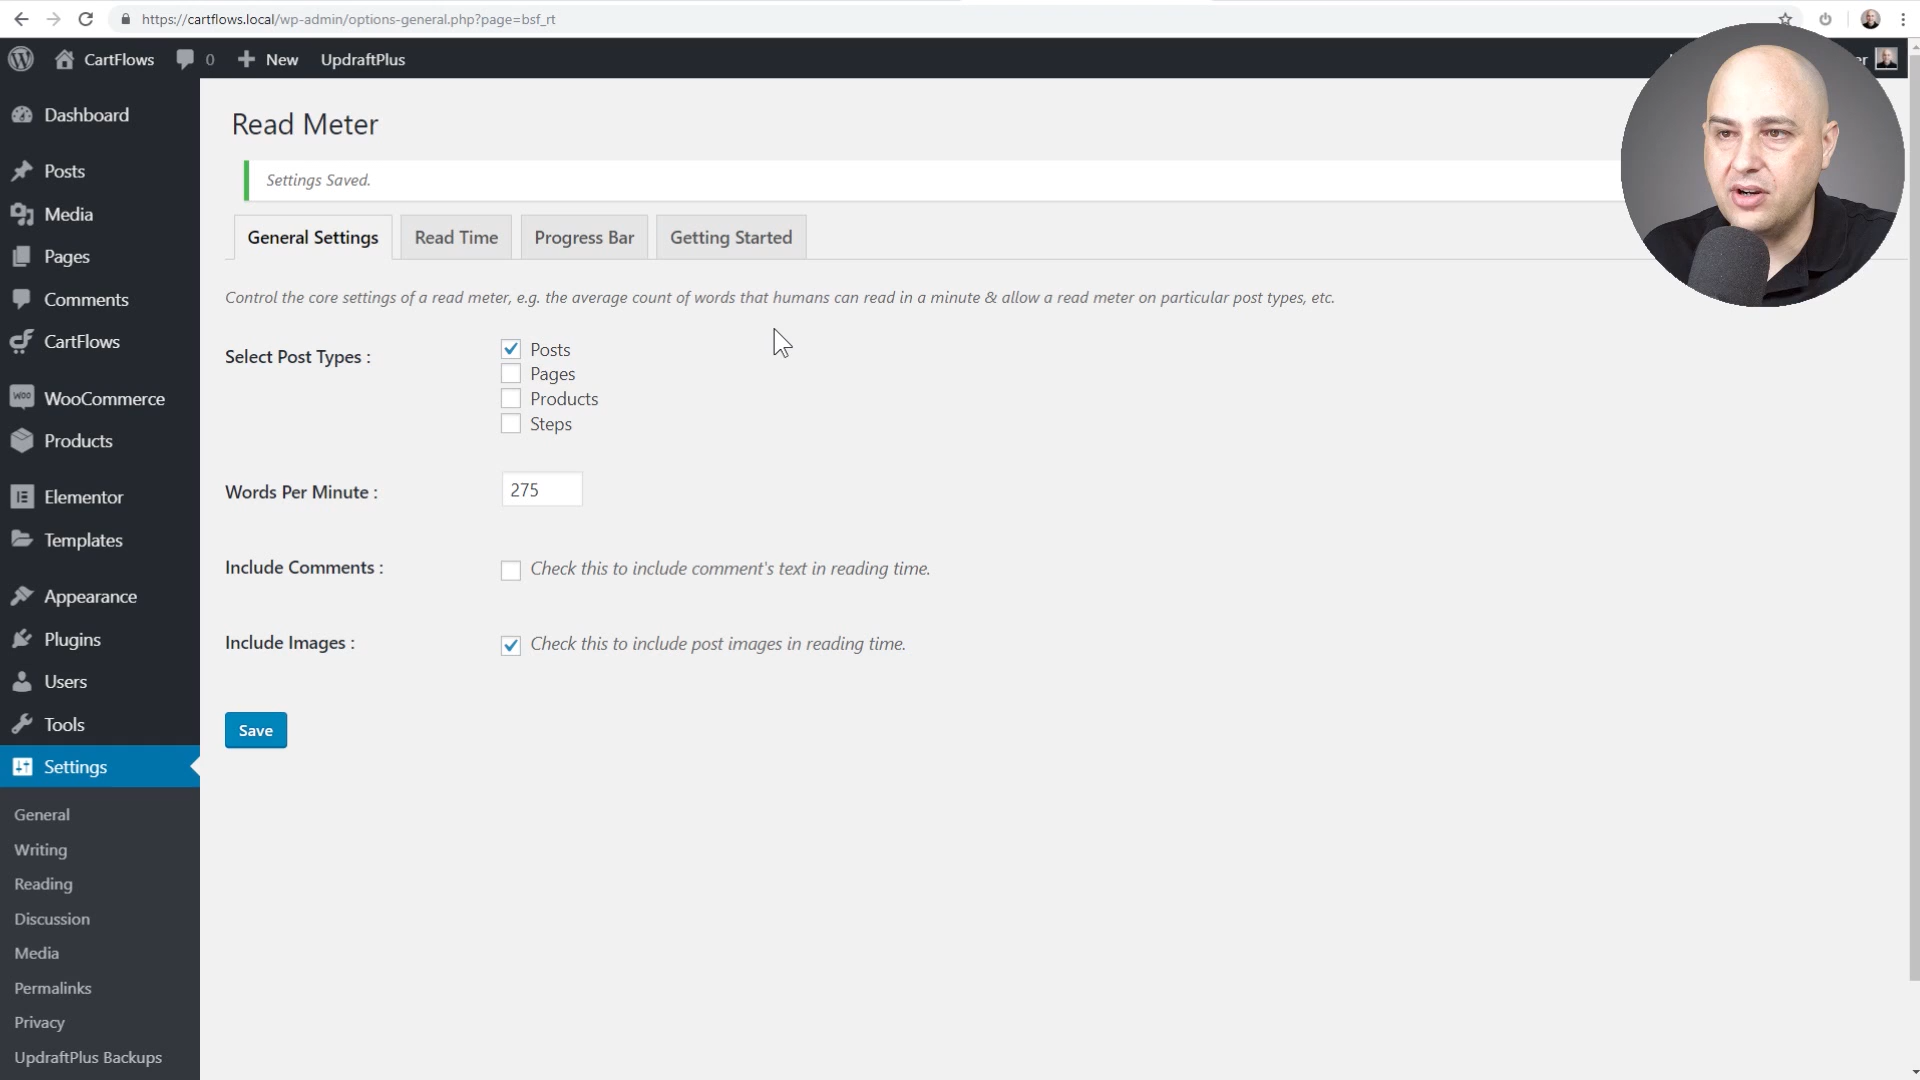 https://cartflows.local/wp-admin/options-general.php?page=bsf_rt
CartFlows
0
New
UpdraftPlus
Dashboard
Posts
Media
Pages
Comments
CartFlows
WooCommerce
Products
Elementor
Templates
Appearance
Plugins
Users
Tools
Settings
General
Writing
Reading
Discussion
Media
Permalinks
Privacy
UpdraftPlus Backups
Read Meter
Settings Saved.
General Settings
Read Time
Progress Bar
Getting Started
Control the core settings of a read meter, e.g. the average count of words that humans can read in a minute & allow a read meter on particular post types, etc.
Select Post Types :
Posts
Pages
Products
Steps
Words Per Minute :
275
Include Comments :
Check this to include comment's text in reading time.
Include Images :
Check this to include post images in reading time.
Save